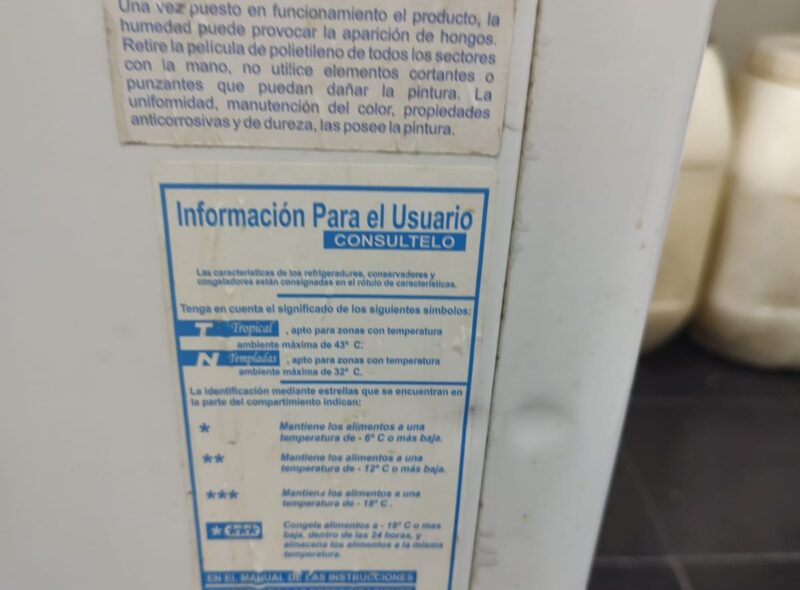 Una vez puesto en funcionamiento el producto, la
humedad puede provocar la aparición de hongos.
Retire la película de polietileno de todos los sectores
con la mano, no utilice elementos cortantes o
punzantes que puedan dañar la pintura. La
uniformidad, manutención del color, propiedades
anticorrosivas y de dureza, las posee la pintura.
Información Para el Usuario
CONSULTELO
Las características de los refrigeradores, conservadores y
congeladores están consignadas en el rótulo de características.
Tenga en cuenta el significado de los siguientes símbolos:
T Tropical , apto para zonas con temperatura
ambiente máxima de 43º C.
N Templadas , apto para zonas con temperatura
ambiente máxima de 32º C.
La identificación mediante estrellas que se encuentran en
la parte del compartimiento indican:
* Mantiene los alimentos a una
temperatura de - 6º C o más baja.
** Mantiene los alimentos a una
temperatura de - 12º C o más baja.
*** Mantiene los alimentos a una
temperatura de - 18º C .
* *** Congela alimentos a - 18º C o mas
baja, dentro de las 24 horas, y
almacena los alimentos a la misma
temperatura.
EN EL MANUAL DE LAS INSTRUCCIONES